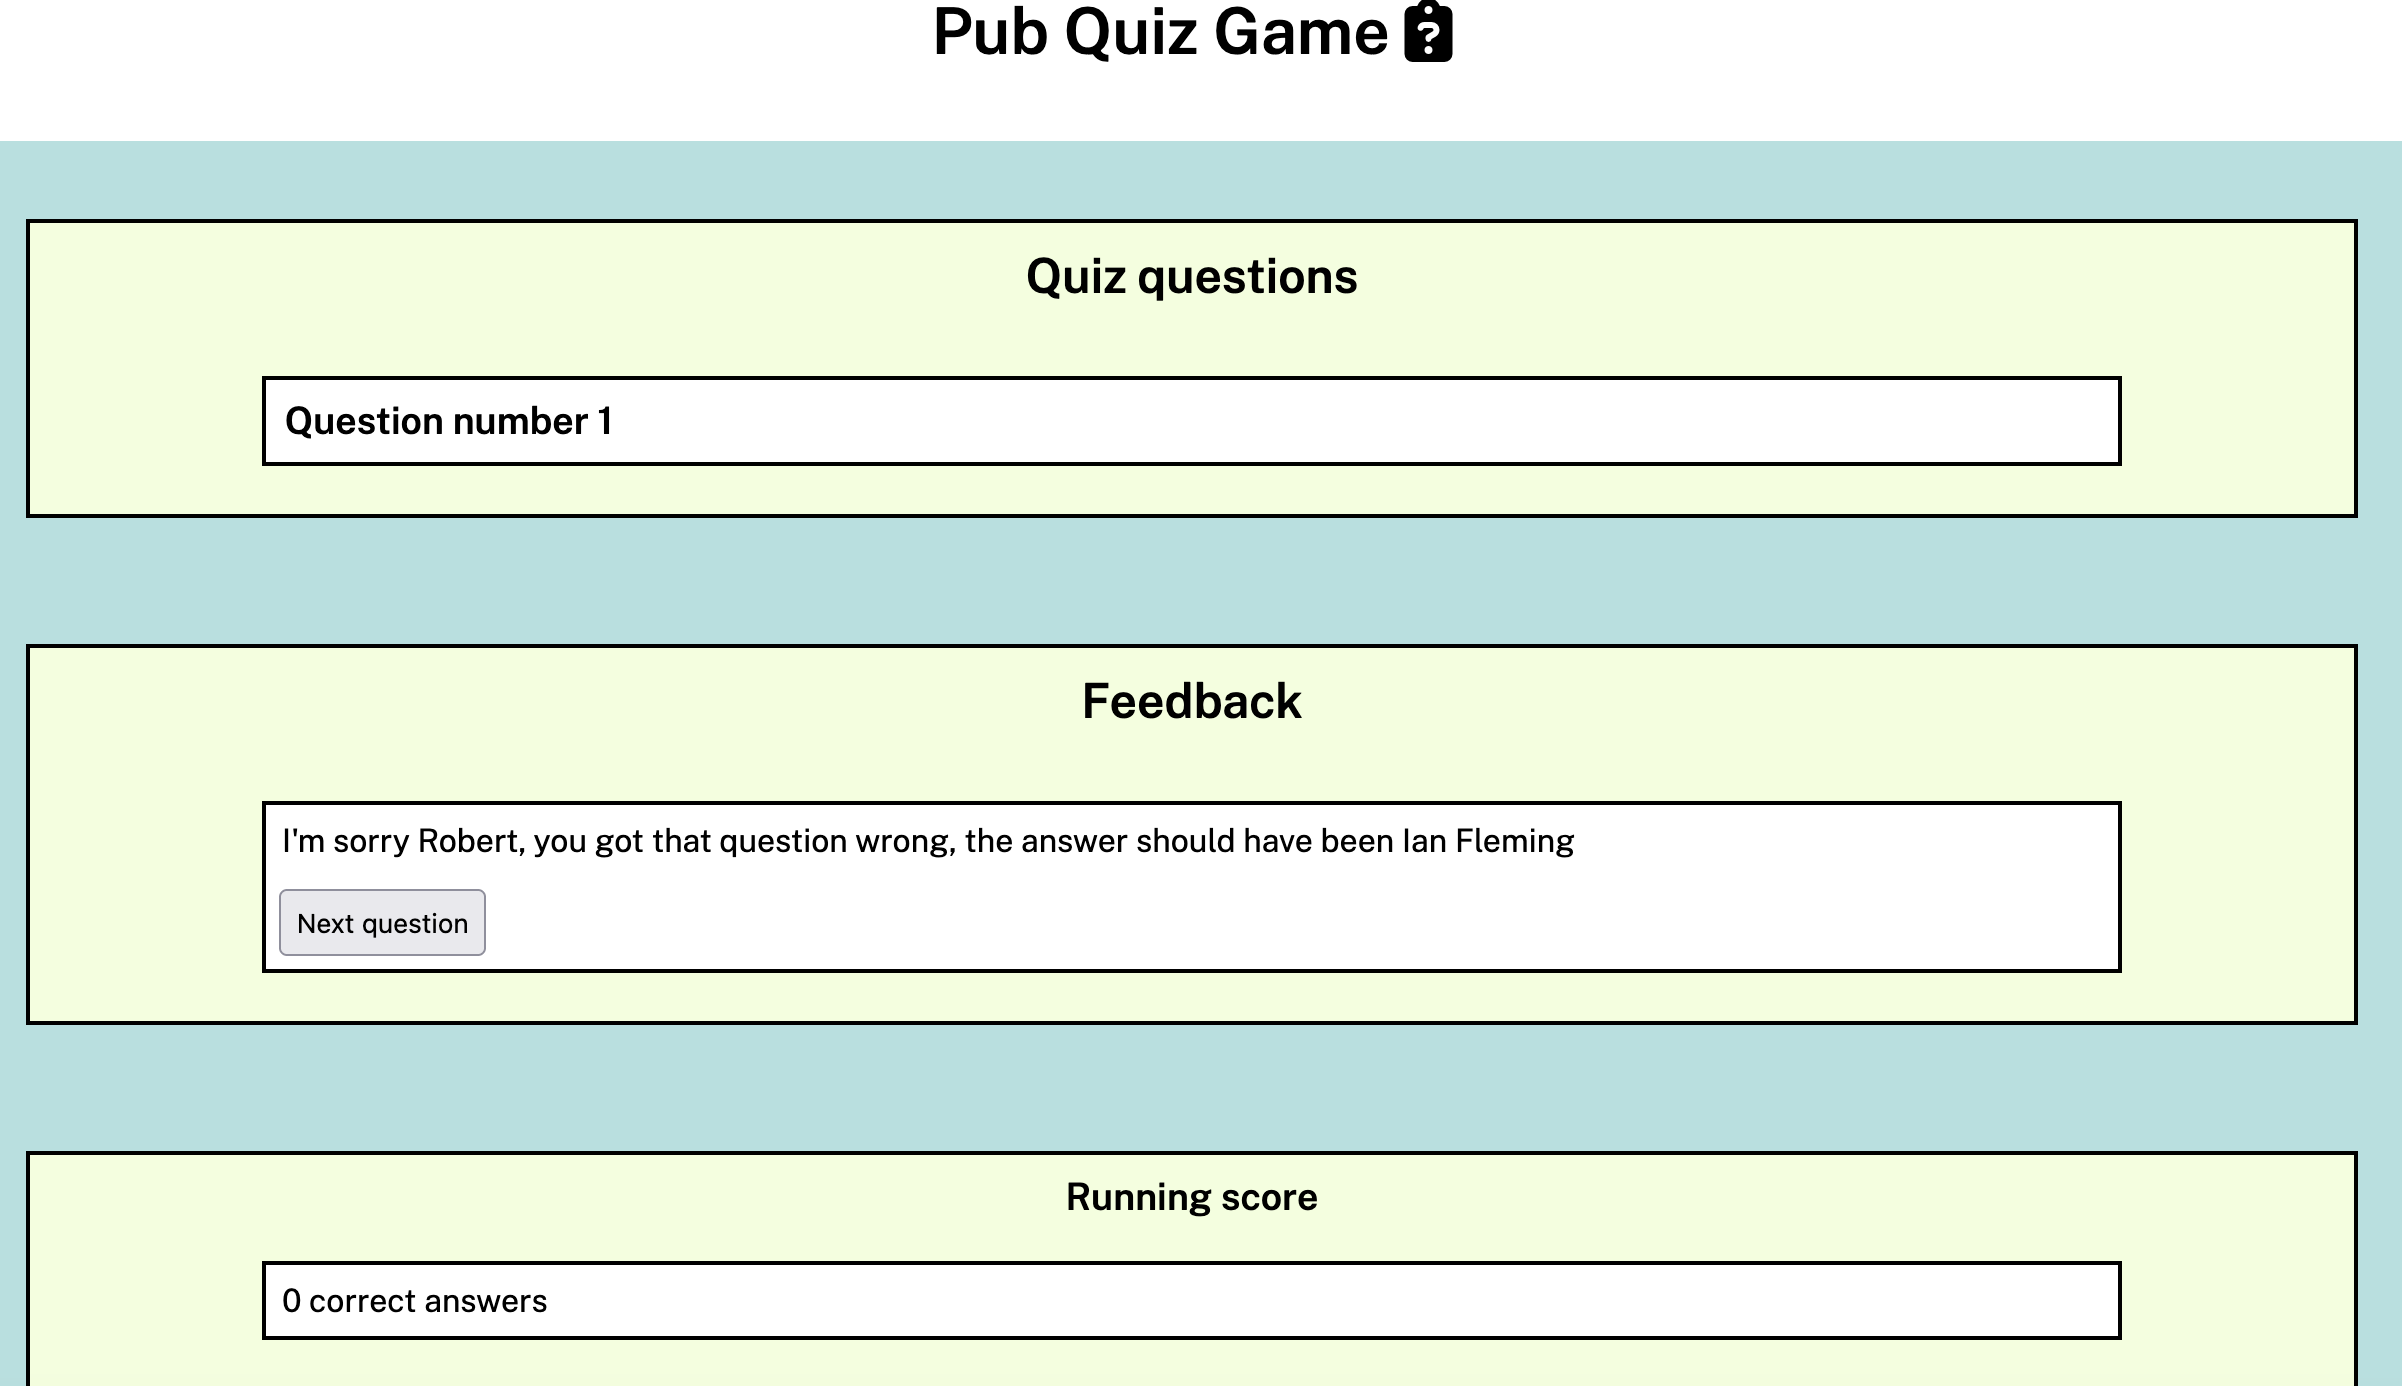 Pub Quiz Game
Quiz questions
Question number 1
Feedback
I'm sorry Robert, you got that question wrong, the answer should have been Ian Fleming
Next question
Running score
0 correct answers